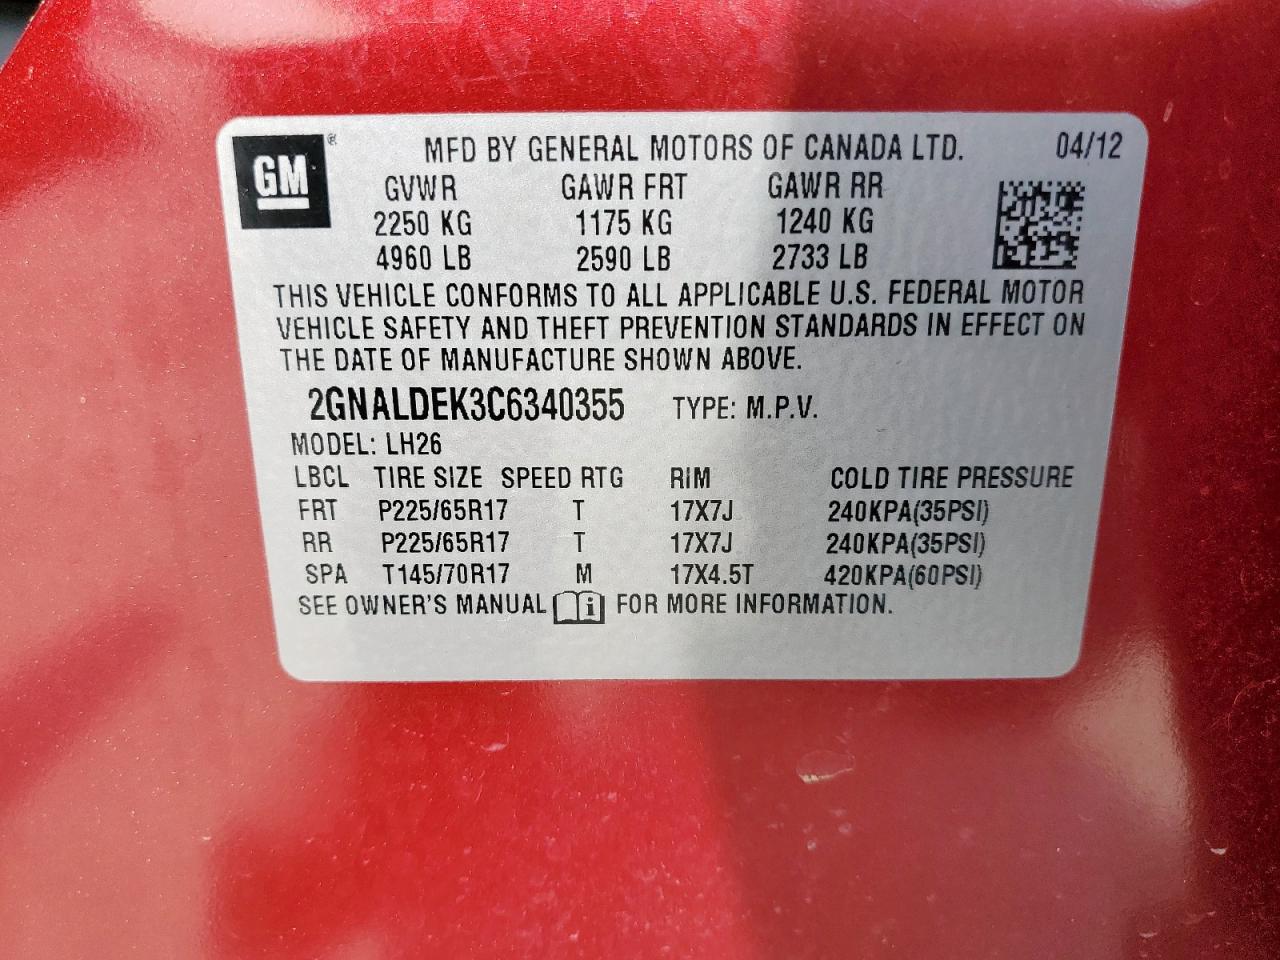 GM ® MFD BY GENERAL MOTORS OF CANADA LTD. 04/12
GVWR GAWR FRT GAWR RR
2250 KG 1175 KG 1240 KG
4960 LB 2590 LB 2733 LB
THIS VEHICLE CONFORMS TO ALL APPLICABLE U.S. FEDERAL MOTOR
VEHICLE SAFETY AND THEFT PREVENTION STANDARDS IN EFFECT ON
THE DATE OF MANUFACTURE SHOWN ABOVE.
2GNALDEK3C6340355 TYPE: M.P.V.
MODEL: LH26
LBCL TIRE SIZE SPEED RTG RIM COLD TIRE PRESSURE
FRT P225/65R17 T 17X7J 240KPA(35PSI)
RR P225/65R17 T 17X7J 240KPA(35PSI)
SPA T145/70R17 M 17X4.5T 420KPA(60PSI)
SEE OWNER'S MANUAL i FOR MORE INFORMATION.